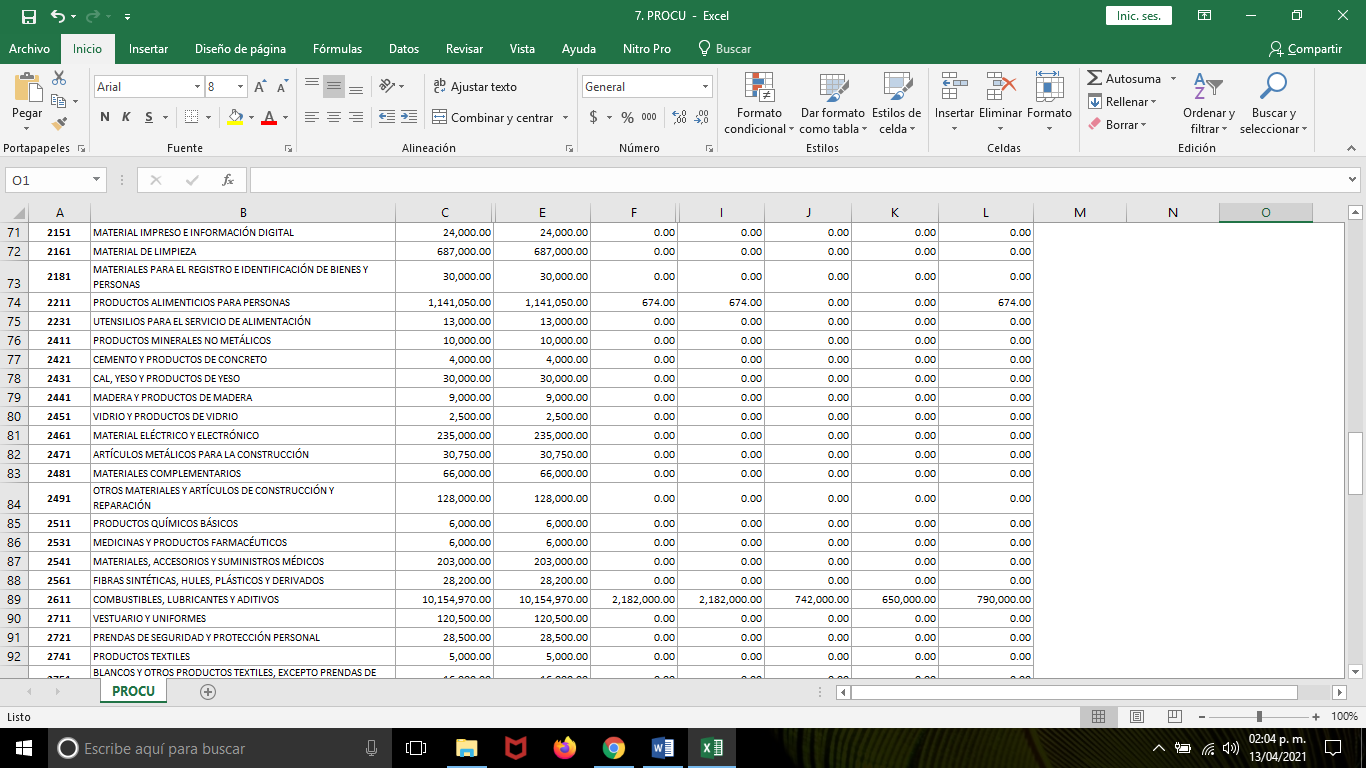 7. PROCU - Excel
Inic. ses.
Archivo Inicio Insertar Diseño de página Fórmulas Datos Revisar Vista Ayuda Nitro Pro Buscar Compartir
Pegar
Portapapeles
Arial 8
N K S
Fuente
Ajustar texto
Combinar y centrar
Alineación
General
$ % 000
Número
Formato condicional
Dar formato como tabla
Estilos de celda
Estilos
Insertar Eliminar Formato
Celdas
Autosuma
Rellenar
Borrar
Ordenar y filtrar
Buscar y seleccionar
Edición
O1 fx
A B C E F I J K L M N O
71 2151 MATERIAL IMPRESO E INFORMACIÓN DIGITAL 24,000.00 24,000.00 0.00 0.00 0.00 0.00 0.00
72 2161 MATERIAL DE LIMPIEZA 687,000.00 687,000.00 0.00 0.00 0.00 0.00 0.00
73 2181 MATERIALES PARA EL REGISTRO E IDENTIFICACIÓN DE BIENES Y PERSONAS 30,000.00 30,000.00 0.00 0.00 0.00 0.00 0.00
74 2211 PRODUCTOS ALIMENTICIOS PARA PERSONAS 1,141,050.00 1,141,050.00 674.00 674.00 0.00 0.00 674.00
75 2231 UTENSILIOS PARA EL SERVICIO DE ALIMENTACIÓN 13,000.00 13,000.00 0.00 0.00 0.00 0.00 0.00
76 2411 PRODUCTOS MINERALES NO METÁLICOS 10,000.00 10,000.00 0.00 0.00 0.00 0.00 0.00
77 2421 CEMENTO Y PRODUCTOS DE CONCRETO 4,000.00 4,000.00 0.00 0.00 0.00 0.00 0.00
78 2431 CAL, YESO Y PRODUCTOS DE YESO 30,000.00 30,000.00 0.00 0.00 0.00 0.00 0.00
79 2441 MADERA Y PRODUCTOS DE MADERA 9,000.00 9,000.00 0.00 0.00 0.00 0.00 0.00
80 2451 VIDRIO Y PRODUCTOS DE VIDRIO 2,500.00 2,500.00 0.00 0.00 0.00 0.00 0.00
81 2461 MATERIAL ELÉCTRICO Y ELECTRÓNICO 235,000.00 235,000.00 0.00 0.00 0.00 0.00 0.00
82 2471 ARTÍCULOS METÁLICOS PARA LA CONSTRUCCIÓN 30,750.00 30,750.00 0.00 0.00 0.00 0.00 0.00
83 2481 MATERIALES COMPLEMENTARIOS 66,000.00 66,000.00 0.00 0.00 0.00 0.00 0.00
84 2491 OTROS MATERIALES Y ARTÍCULOS DE CONSTRUCCIÓN Y REPARACIÓN 128,000.00 128,000.00 0.00 0.00 0.00 0.00 0.00
85 2511 PRODUCTOS QUÍMICOS BÁSICOS 6,000.00 6,000.00 0.00 0.00 0.00 0.00 0.00
86 2531 MEDICINAS Y PRODUCTOS FARMACÉUTICOS 6,000.00 6,000.00 0.00 0.00 0.00 0.00 0.00
87 2541 MATERIALES, ACCESORIOS Y SUMINISTROS MÉDICOS 203,000.00 203,000.00 0.00 0.00 0.00 0.00 0.00
88 2561 FIBRAS SINTÉTICAS, HULES, PLÁSTICOS Y DERIVADOS 28,200.00 28,200.00 0.00 0.00 0.00 0.00 0.00
89 2611 COMBUSTIBLES, LUBRICANTES Y ADITIVOS 10,154,970.00 10,154,970.00 2,182,000.00 2,182,000.00 742,000.00 650,000.00 790,000.00
90 2711 VESTUARIO Y UNIFORMES 120,500.00 120,500.00 0.00 0.00 0.00 0.00 0.00
91 2721 PRENDAS DE SEGURIDAD Y PROTECCIÓN PERSONAL 28,500.00 28,500.00 0.00 0.00 0.00 0.00 0.00
92 2741 PRODUCTOS TEXTILES 5,000.00 5,000.00 0.00 0.00 0.00 0.00 0.00
BLANCOS Y OTROS PRODUCTOS TEXTILES, EXCEPTO PRENDAS DE
PROCU
Listo
100%
Escribe aquí para buscar
02:04 p. m.
13/04/2021